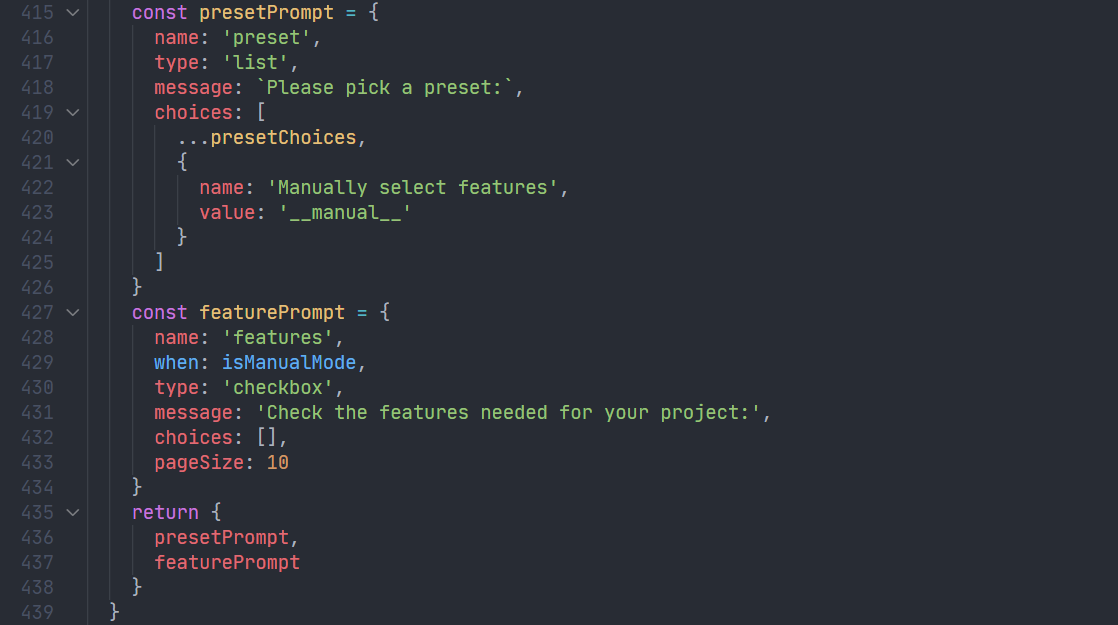 415 const presetPrompt = {
416 name: 'preset',
417 type: 'list',
418 message: `Please pick a preset:`,
419 choices: [
420 ...presetChoices,
421 {
422 name: 'Manually select features',
423 value: '__manual__'
424 }
425 ]
426 }
427 const featurePrompt = {
428 name: 'features',
429 when: isManualMode,
430 type: 'checkbox',
431 message: 'Check the features needed for your project:',
432 choices: [],
433 pageSize: 10
434 }
435 return {
436 presetPrompt,
437 featurePrompt
438 }
439 }